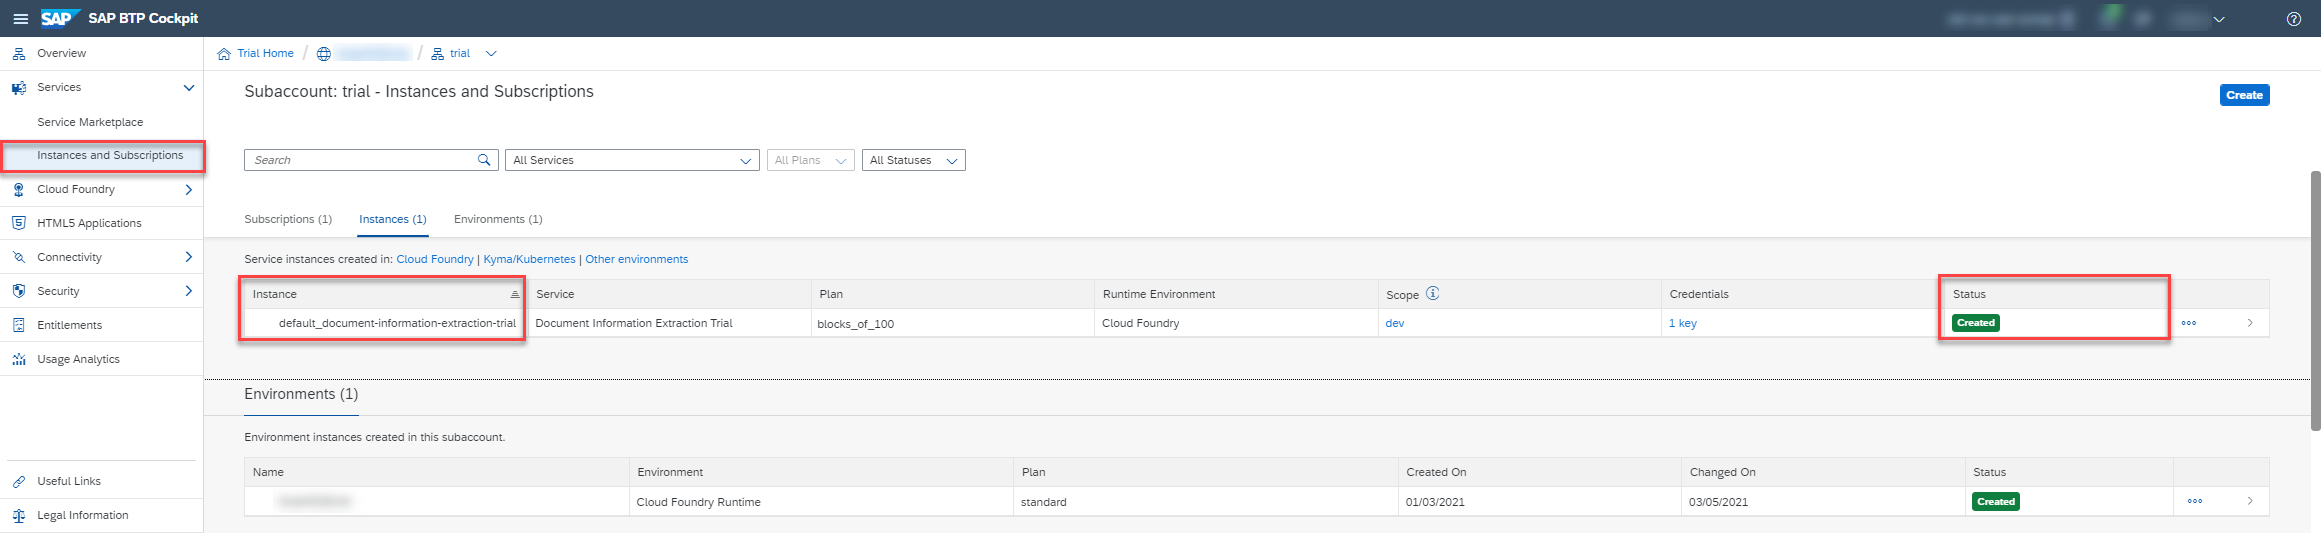 SAP SAP BTP Cockpit
Overview
Services
Service Marketplace
Instances and Subscriptions
Cloud Foundry
HTML5 Applications
Connectivity
Security
Entitlements
Usage Analytics
Useful Links
Legal Information
Trial Home / / trial
Subaccount: trial - Instances and Subscriptions
Create
Search All Services All Plans All Statuses
Subscriptions (1) Instances (1) Environments (1)
Service instances created in: Cloud Foundry | Kyma/Kubernetes | Other environments
Instance Service Plan Runtime Environment Scope Credentials Status
default_document-information-extraction-trial Document Information Extraction Trial blocks_of_100 Cloud Foundry dev 1 key Created
Environments (1)
Environment instances created in this subaccount.
Name Environment Plan Created On Changed On Status
Cloud Foundry Runtime standard 01/03/2021 03/05/2021 Created